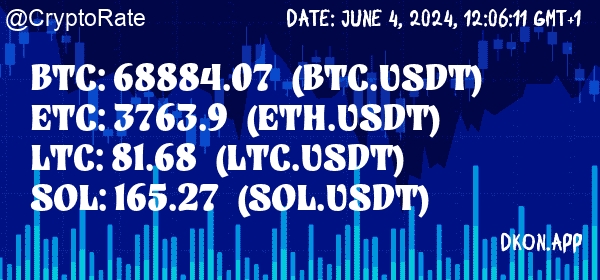 @CryptoRate
DATE: JUNE 4, 2024, 12:06:11 GMT+1
BTC: 68884.07 (BTC.USDT)
ETC: 3763.9 (ETH.USDT)
LTC: 81.68 (LTC.USDT)
SOL: 165.27 (SOL.USDT)
DKON.APP